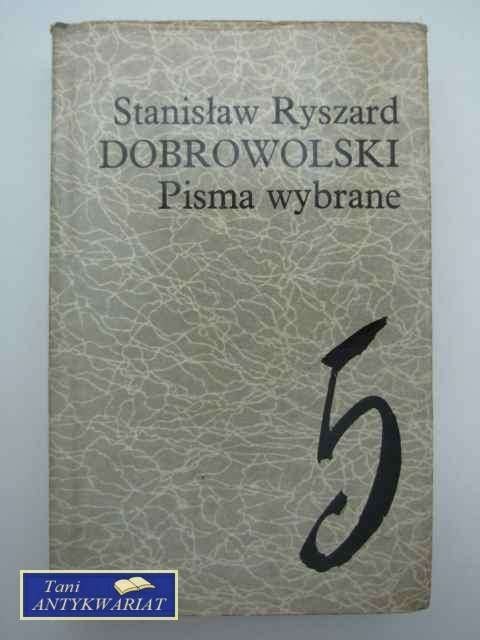 Stanisław Ryszard
DOBROWOLSKI
Pisma wybrane
5
Tani
ANTYKWARIAT